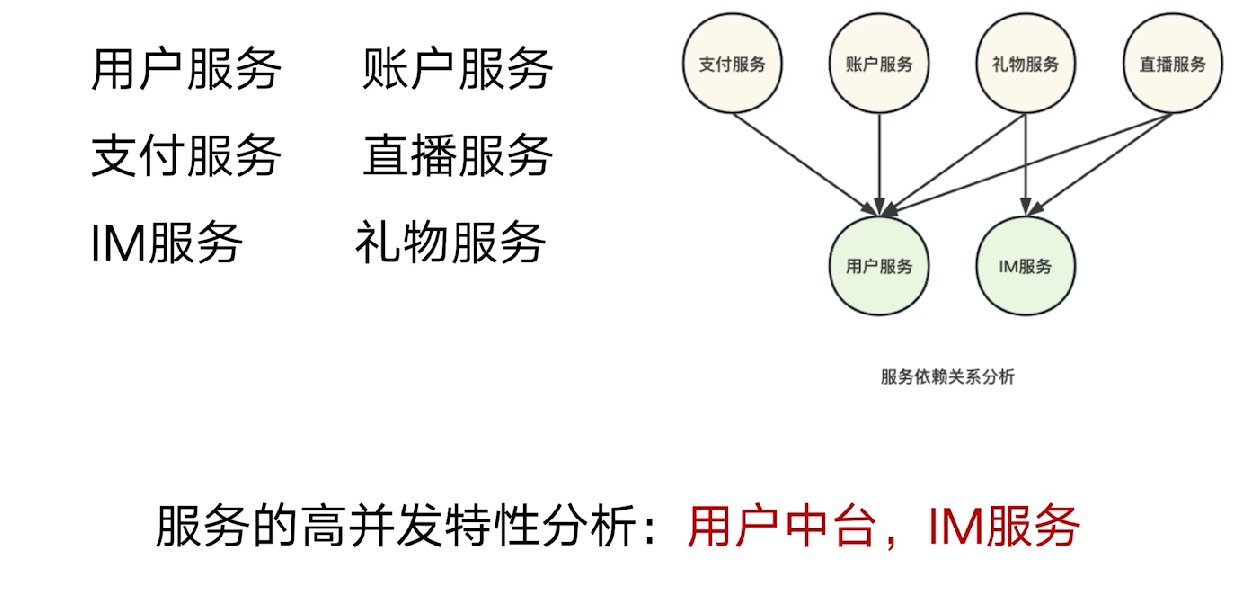 用户服务 账户服务
支付服务 直播服务
IM服务 礼物服务
支付服务 账户服务 礼物服务 直播服务
用户服务 IM服务
服务依赖关系分析
服务的高并发特性分析：用户中台，IM服务